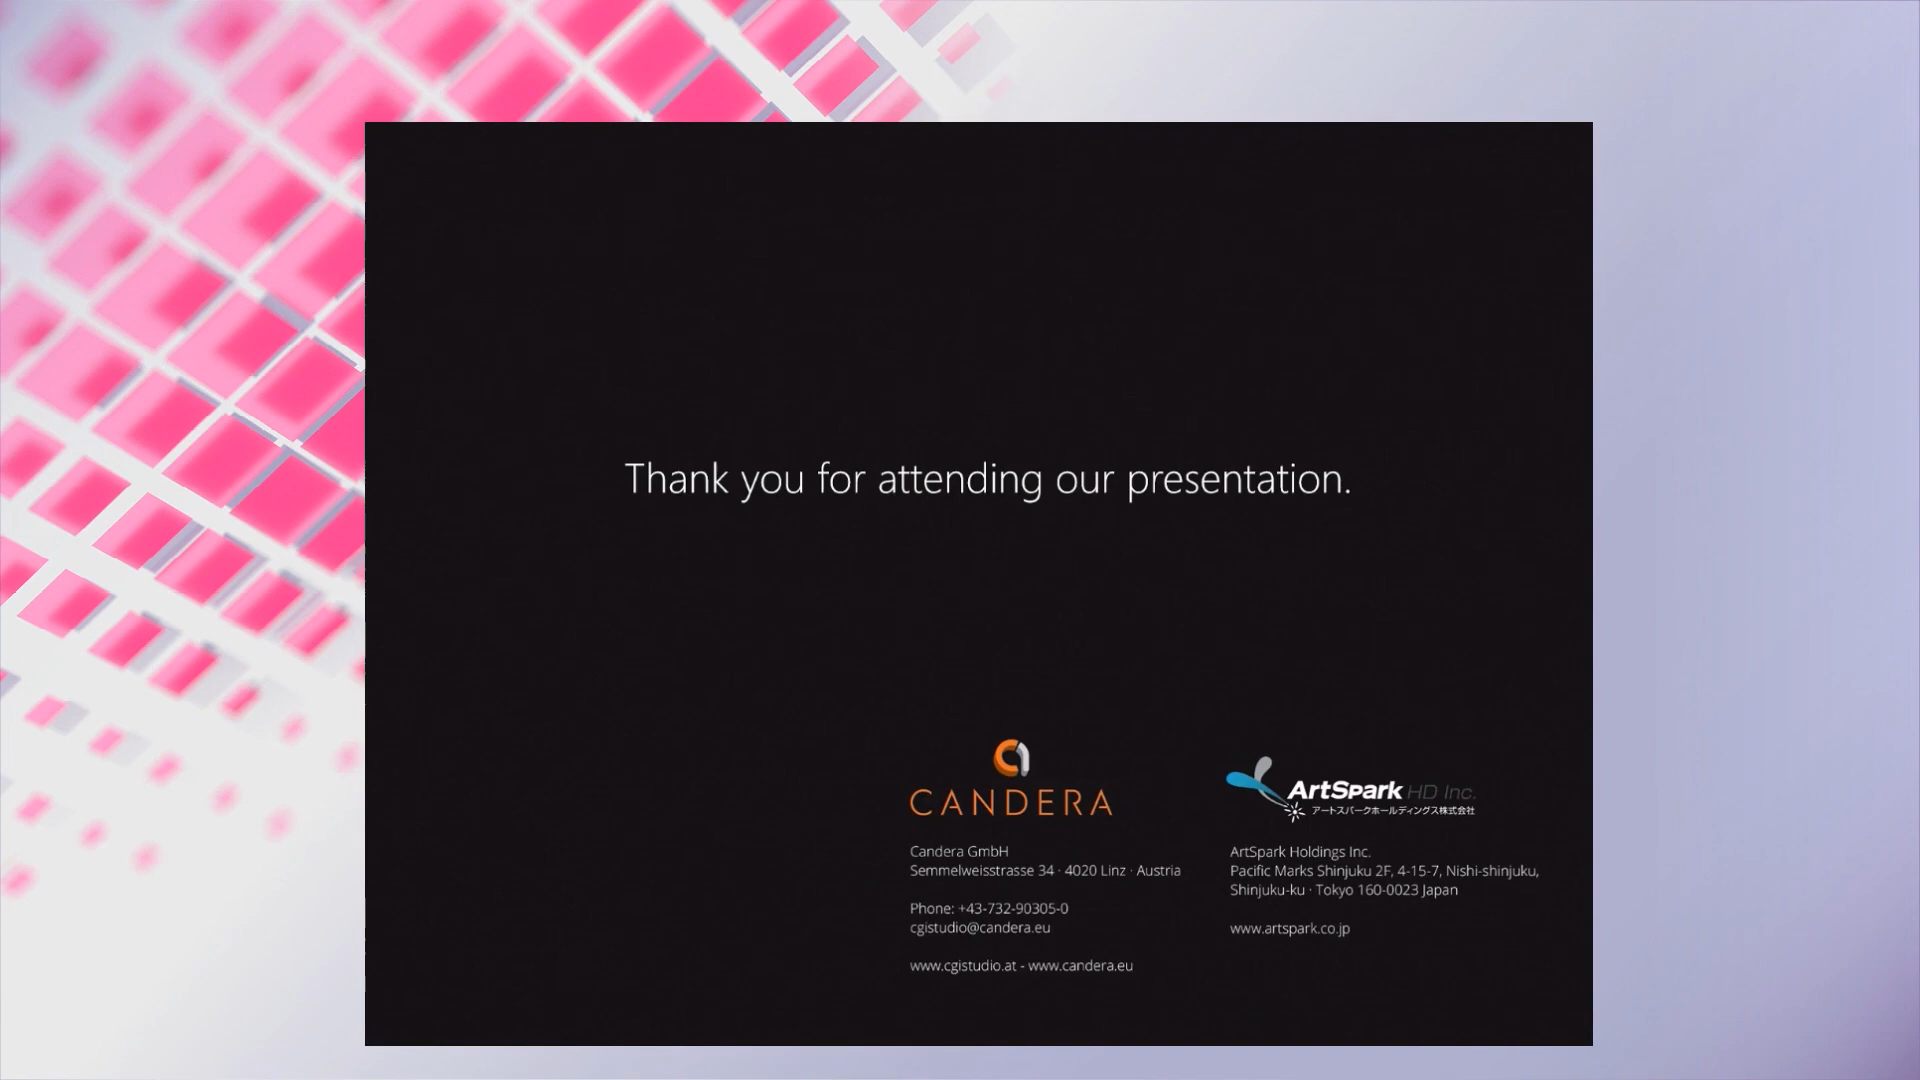 Thank you for attending our presentation.
CANDERA
Candera GmbH
Semmelweisstrasse 34 · 4020 Linz · Austria
Phone: +43-732-90305-0
cgistudio@candera.eu
www.cgistudio.at - www.candera.eu
ArtSpark HD Inc.
アートスパークホールディングス株式会社
ArtSpark Holdings Inc.
Pacific Marks Shinjuku 2F, 4-15-7, Nishi-shinjuku,
Shinjuku-ku · Tokyo 160-0023 Japan
www.artspark.co.jp